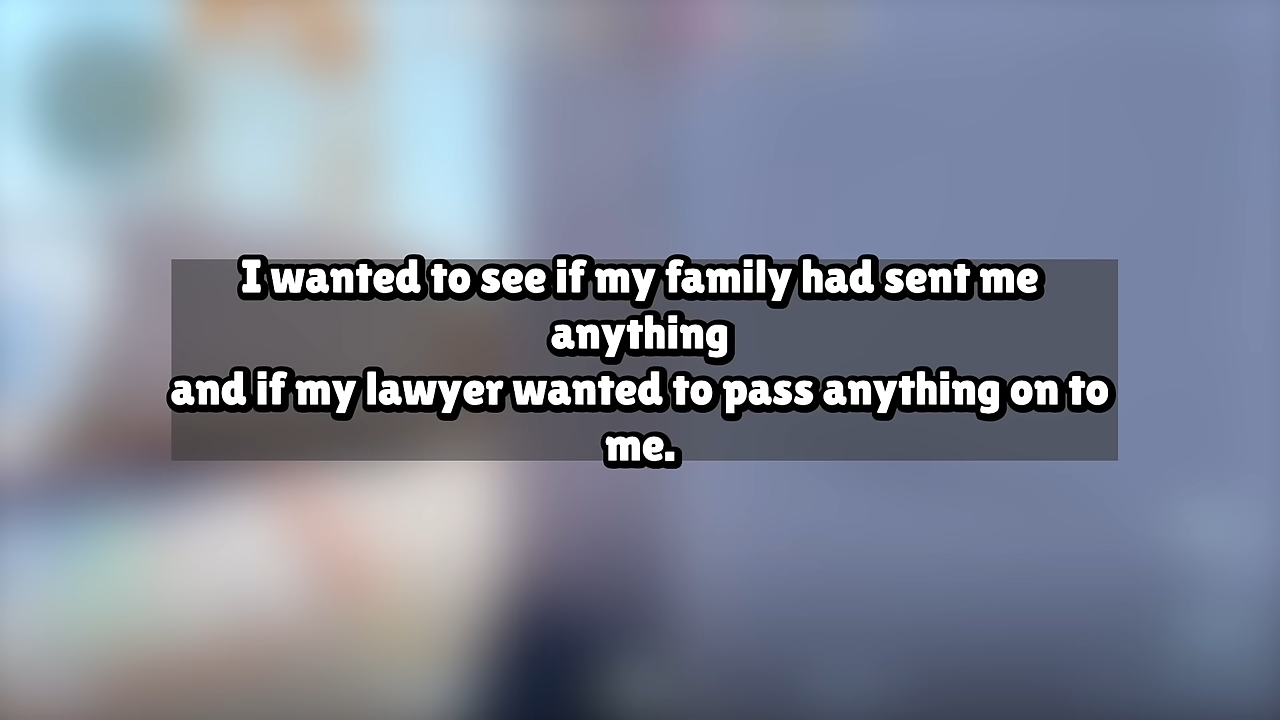 I wanted to see if my family had sent me
anything
and if my lawyer wanted to pass anything on to
me.